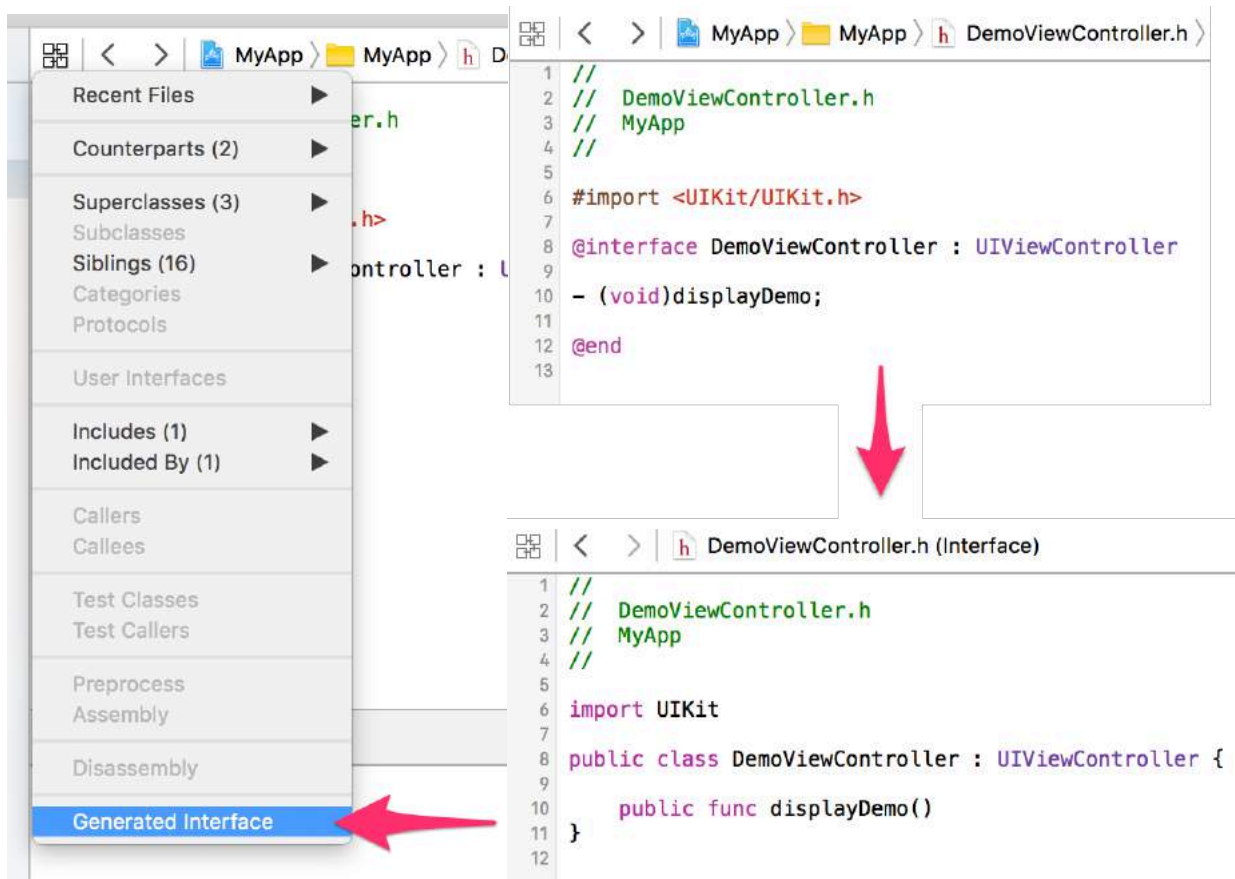 MyApp MyApp h D
Recent Files
Counterparts (2)
Superclasses (3)
Subclasses
Siblings (16)
Categories
Protocols
User Interfaces
Includes (1)
Included By (1)
Callers
Callees
Test Classes
Test Callers
Preprocess
Assembly
Disassembly
Generated Interface
er.h
.h>
ontroller : U
MyApp MyApp h DemoViewController.h
1 //
2 // DemoViewController.h
3 // MyApp
4 //
5
6 #import <UIKit/UIKit.h>
7
8 @interface DemoViewController : UIViewController
9
10 - (void)displayDemo;
11
12 @end
13
h DemoViewController.h (Interface)
1 //
2 // DemoViewController.h
3 // MyApp
4 //
5
6 import UIKit
7
8 public class DemoViewController : UIViewController {
9
10 public func displayDemo()
11 }
12